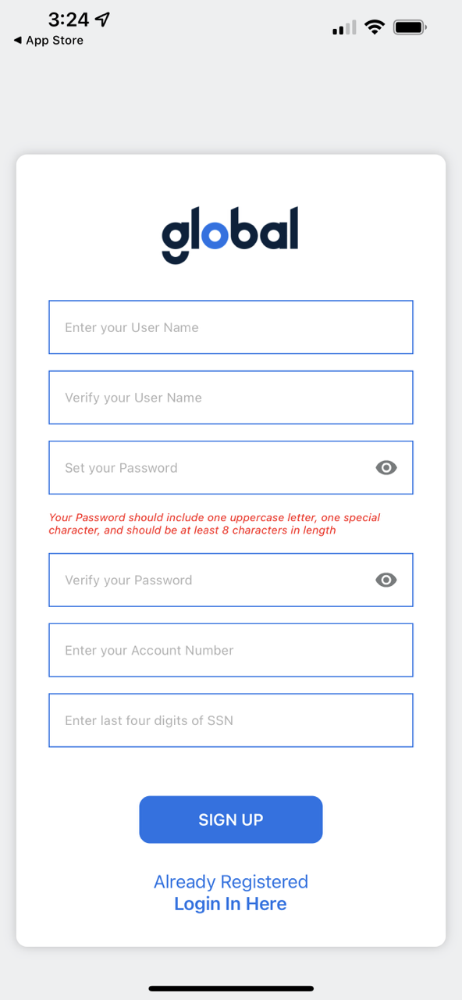 3:24
◀ App Store
global
Enter your User Name
Verify your User Name
Set your Password
Your Password should include one uppercase letter, one special
character, and should be at least 8 characters in length
Verify your Password
Enter your Account Number
Enter last four digits of SSN
SIGN UP
Already Registered
Login In Here